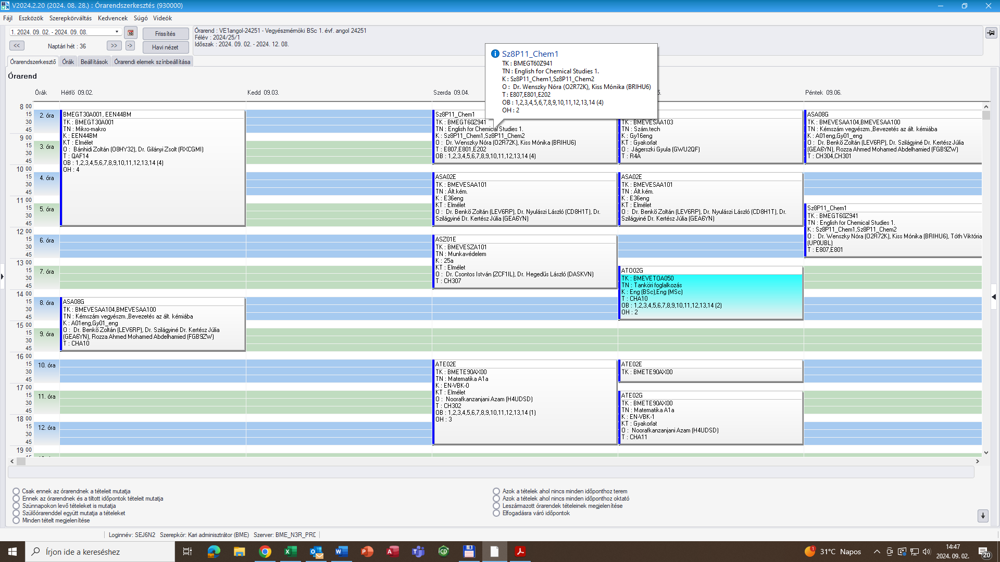 V2024.2.20 (2024. 08. 28.) : Órarendszerkesztés (930000)
Fájl Eszközök Szerepkörváltás Kedvencek Súgó Videók
1. 2024. 09. 02. - 2024. 09. 08.
Frissítés
<< Naptári hét : 36 >> ->
Havi nézet
Órarend : VE1angol-24251 - Vegyészmérnöki BSc 1. évf. angol 24251
Félév : 2024/25/1
Időszak : 2024. 09. 02. - 2024. 12. 08.
Sz8P11_Chem1
TK : BMEGT60Z941
TN : English for Chemical Studies 1.
K : Sz8P11_Chem1,Sz8P11_Chem2
O : Dr. Wenszky Nóra (O2R72K), Kiss Mónika (BRIHU6)
T : E807,E801,E202
OB : 1,2,3,4,5,6,7,8,9,10,11,12,13,14 (4)
OH : 2
Órarendszerkesztő Órák Beállítások Órarendi elemek színbeállítása
Órarend
Órák Hétfő 09.02. Kedd 09.03. Szerda 09.04. 5. Péntek 09.06.
8 00
15
30
45
9 00
15
30
45
10 00
15
30
45
11 00
15
30
45
12 00
15
30
45
13 00
15
30
45
14 00
15
30
45
15 00
15
30
45
16 00
15
30
45
17 00
15
30
45
18 00
15
30
45
19 00
2. óra
3. óra
4. óra
5. óra
6. óra
7. óra
8. óra
9. óra
10. óra
11. óra
12. óra
BMEGT30A001, EEN44BM
TK : BMEGT30A001
TN : Mikro-makro
K : EEN44BM
KT : Elmélet
O : Bánhidi Zoltán (O8HY32), Dr. Gilányi Zsolt (RXCGMI)
T : QAF14
OB : 1,2,3,4,5,6,7,8,9,10,11,12,13,14 (4)
OH : 4
ASA08G
TK : BMEVESAA104,BMEVESAA100
TN : Kémszám vegyészm.,Bevezetés az ált. kémiába
K : A01eng,Gy01_eng
O : Dr. Benkő Zoltán (LEV6RP), Dr. Szilágyiné Dr. Kertész Júlia
(GEA6YN), Rozza Ahmed Mohamed Abdelhamied (FGB9ZW)
T : CHA10
Sz8P11_Chem1
TK : BMEGT60Z941
TN : English for Chemical Studies 1.
K : Sz8P11_Chem1,Sz8P11_Chem2
O : Dr. Wenszky Nóra (O2R72K), Kiss Mónika (BRIHU6)
T : E807,E801,E202
OB : 1,2,3,4,5,6,7,8,9,10,11,12,13,14 (4)
ASA02E
TK : BMEVESAA101
TN : Ált.kém.
K : E36eng
KT : Elmélet
O : Dr. Benkő Zoltán (LEV6RP), Dr. Nyulászi László (CD8H1T), Dr.
Szilágyiné Dr. Kertész Júlia (GEA6YN)
ASZ01E
TK : BMEVESZA101
TN : Munkavédelem
K : 25a
KT : Elmélet
O : Dr. Csontos István (ZCF1IL), Dr. Hegedűs László (DASKVN)
T : CH307
ATE02E
TK : BMETE90AX00
TN : Matematika A1a
K : EN-VBK-0
KT : Elmélet
O : Noorafkanzanjani Azam (H4UDSD)
T : CH302
OB : 1,2,3,4,5,6,7,8,9,10,11,12,13,14 (1)
OH : 3
TK : BMEVESAA103
TN : Szám.tech
K : Gy16eng
KT : Gyakorlat
O : Jágerszki Gyula (GWU2QF)
T : R4A
ASA02E
TK : BMEVESAA101
TN : Ált.kém.
K : E36eng
KT : Elmélet
O : Dr. Benkő Zoltán (LEV6RP), Dr. Nyulászi László (CD8H1T), Dr.
Szilágyiné Dr. Kertész Júlia (GEA6YN)
ATO02G
TK : BMEVETOA050
TN : Tanköri foglalkozás
K : Eng (BSc),Eng (MSc)
T : CHA10
OB : 1,2,3,4,5,6,7,8,9,10,11,12,13,14 (2)
OH : 2
ATE02E
TK : BMETE90AX00
ATE02G
TK : BMETE90AX00
TN : Matematika A1a
K : EN-VBK-1
KT : Gyakorlat
O : Noorafkanzanjani Azam (H4UDSD)
T : CHA11
ASA08G
TK : BMEVESAA104,BMEVESAA100
TN : Kémszám vegyészm.,Bevezetés az ált. kémiába
K : A01eng,Gy01_eng
O : Dr. Benkő Zoltán (LEV6RP), Dr. Szilágyiné Dr. Kertész Júlia
(GEA6YN), Rozza Ahmed Mohamed Abdelhamied (FGB9ZW)
T : CH304,CH301
Sz8P11_Chem1
TK : BMEGT60Z941
TN : English for Chemical Studies 1.
K : Sz8P11_Chem1,Sz8P11_Chem2
O : Dr. Wenszky Nóra (O2R72K), Kiss Mónika (BRIHU6), Tóth Viktória
(UP0UBL)
T : E807,E801
Csak ennek az órarendnek a tételeit mutatja
Ennek az órarendnek és a tiltott időpontok tételeit mutatja
Szünnapokon levő tételeket is mutatja
Szülőórarenddel együtt mutatja a tételeket
Minden tételt megjelenítése
Azok a tételek ahol nincs minden időponthoz terem
Azok a tételek ahol nincs minden időponthoz oktató
Leszármazott órarendek tételeinek megjelenítése
Elfogadásra váró időpontok
Loginnév: SEJ6N2 Szerepkör: Kari adminisztrátor (BME) Szerver: BME_N3R_PRD
Írjon ide a kereséshez
31°C Napos
14:47
2024. 09. 02.
20